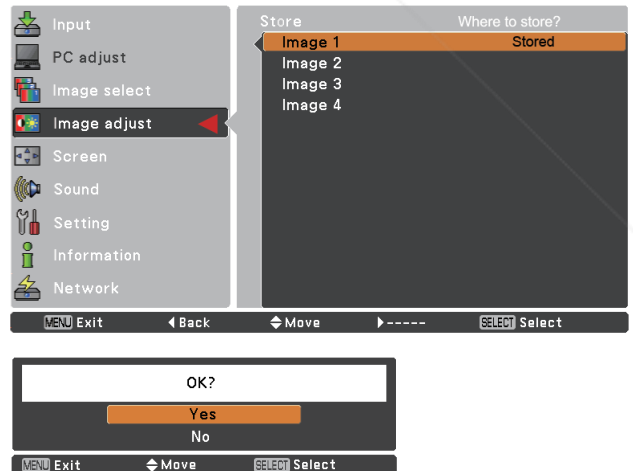 Input
PC adjust
Image select
Image adjust
Screen
Sound
Setting
Information
Network
Store Where to store?
Image 1 Stored
Image 2
Image 3
Image 4
MENU Exit Back Move ----- SELECT Select
OK?
Yes
No
MENU Exit Move SELECT Select